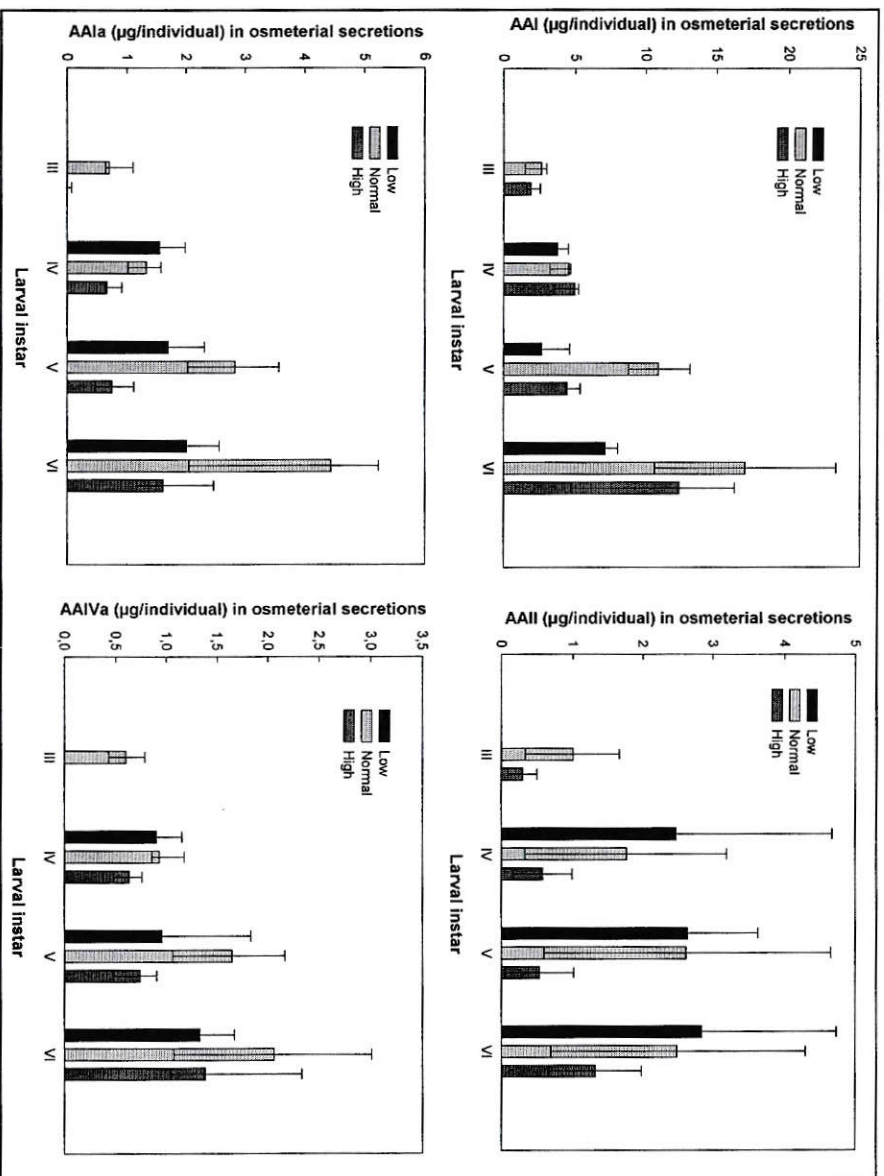 AAIa (µg/individual) in osmeterial secretions
0
1
2
3
4
5
6
Low
Normal
High
III
IV
V
VI
Larval instar
AAI (µg/individual) in osmeterial secretions
0
5
10
15
20
25
Low
Normal
High
III
IV
V
VI
Larval instar
AAIVa (µg/individual) in osmeterial secretions
0,0
0,5
1,0
1,5
2,0
2,5
3,0
3,5
Low
Normal
High
III
IV
V
VI
Larval instar
AAII (µg/individual) in osmeterial secretions
0
1
2
3
4
5
Low
Normal
High
III
IV
V
VI
Larval instar